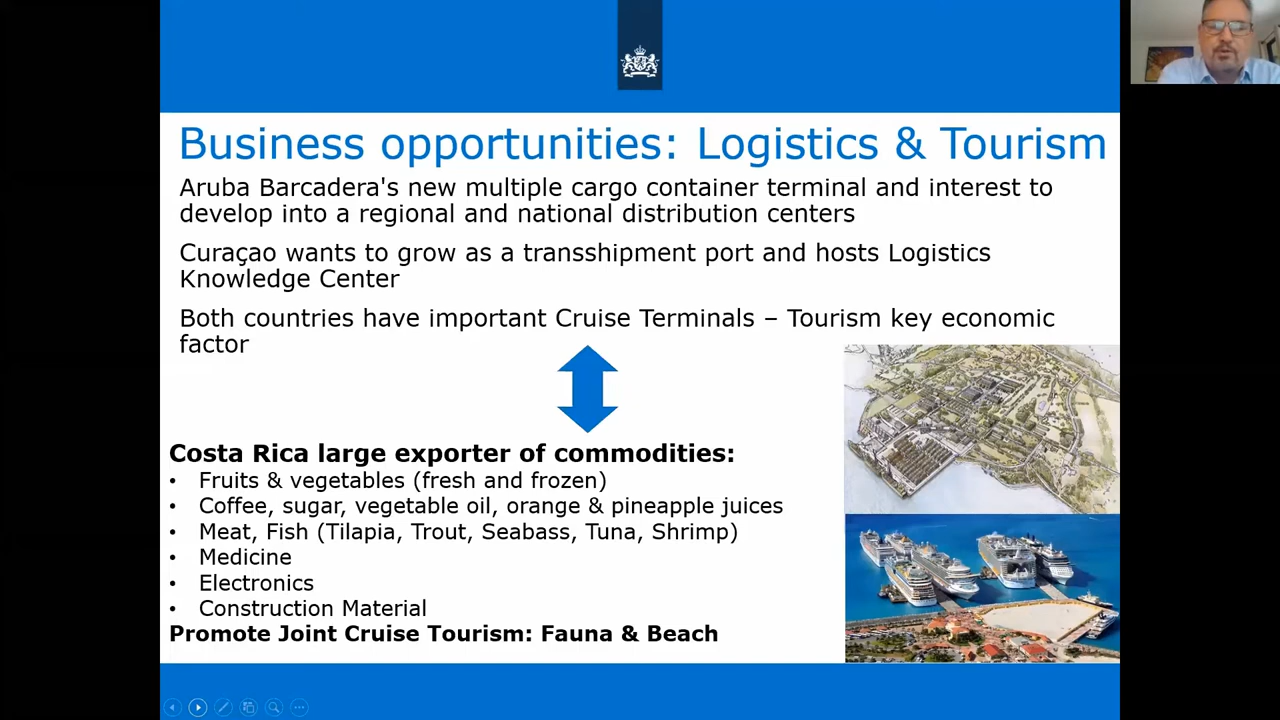 Business opportunities: Logistics & Tourism
Aruba Barcadera's new multiple cargo container terminal and interest to
develop into a regional and national distribution centers
Curaçao wants to grow as a transshipment port and hosts Logistics
Knowledge Center
Both countries have important Cruise Terminals – Tourism key economic
factor
Costa Rica large exporter of commodities:
• Fruits & vegetables (fresh and frozen)
• Coffee, sugar, vegetable oil, orange & pineapple juices
• Meat, Fish (Tilapia, Trout, Seabass, Tuna, Shrimp)
• Medicine
• Electronics
• Construction Material
Promote Joint Cruise Tourism: Fauna & Beach